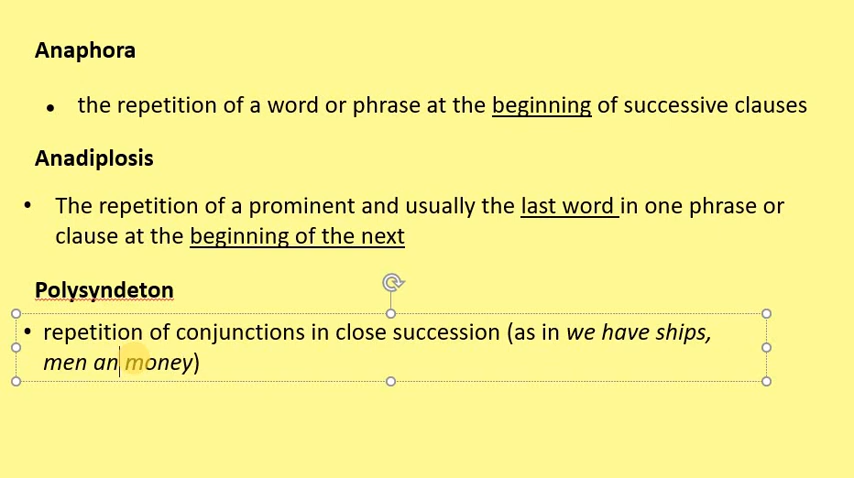 Anaphora
• the repetition of a word or phrase at the beginning of successive clauses
Anadiplosis
• The repetition of a prominent and usually the last word in one phrase or
clause at the beginning of the next
Polysyndeton
• repetition of conjunctions in close succession (as in we have ships,
men an money)